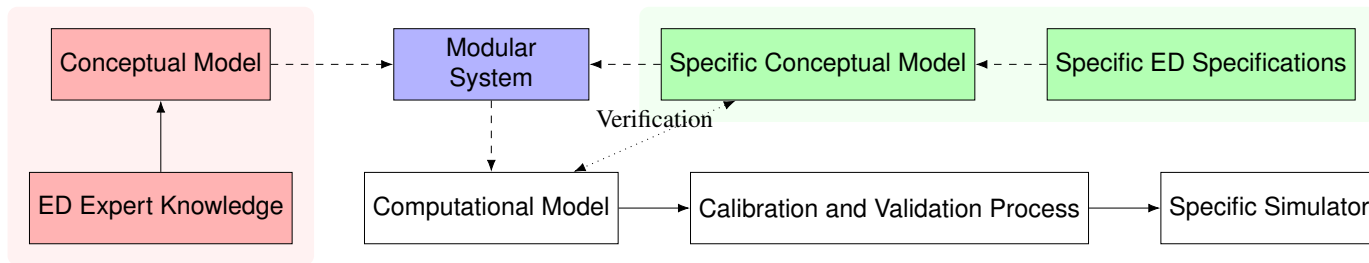 Conceptual Model
Modular
System
Specific Conceptual Model
Specific ED Specifications
Verification
ED Expert Knowledge
Computational Model
Calibration and Validation Process
Specific Simulator